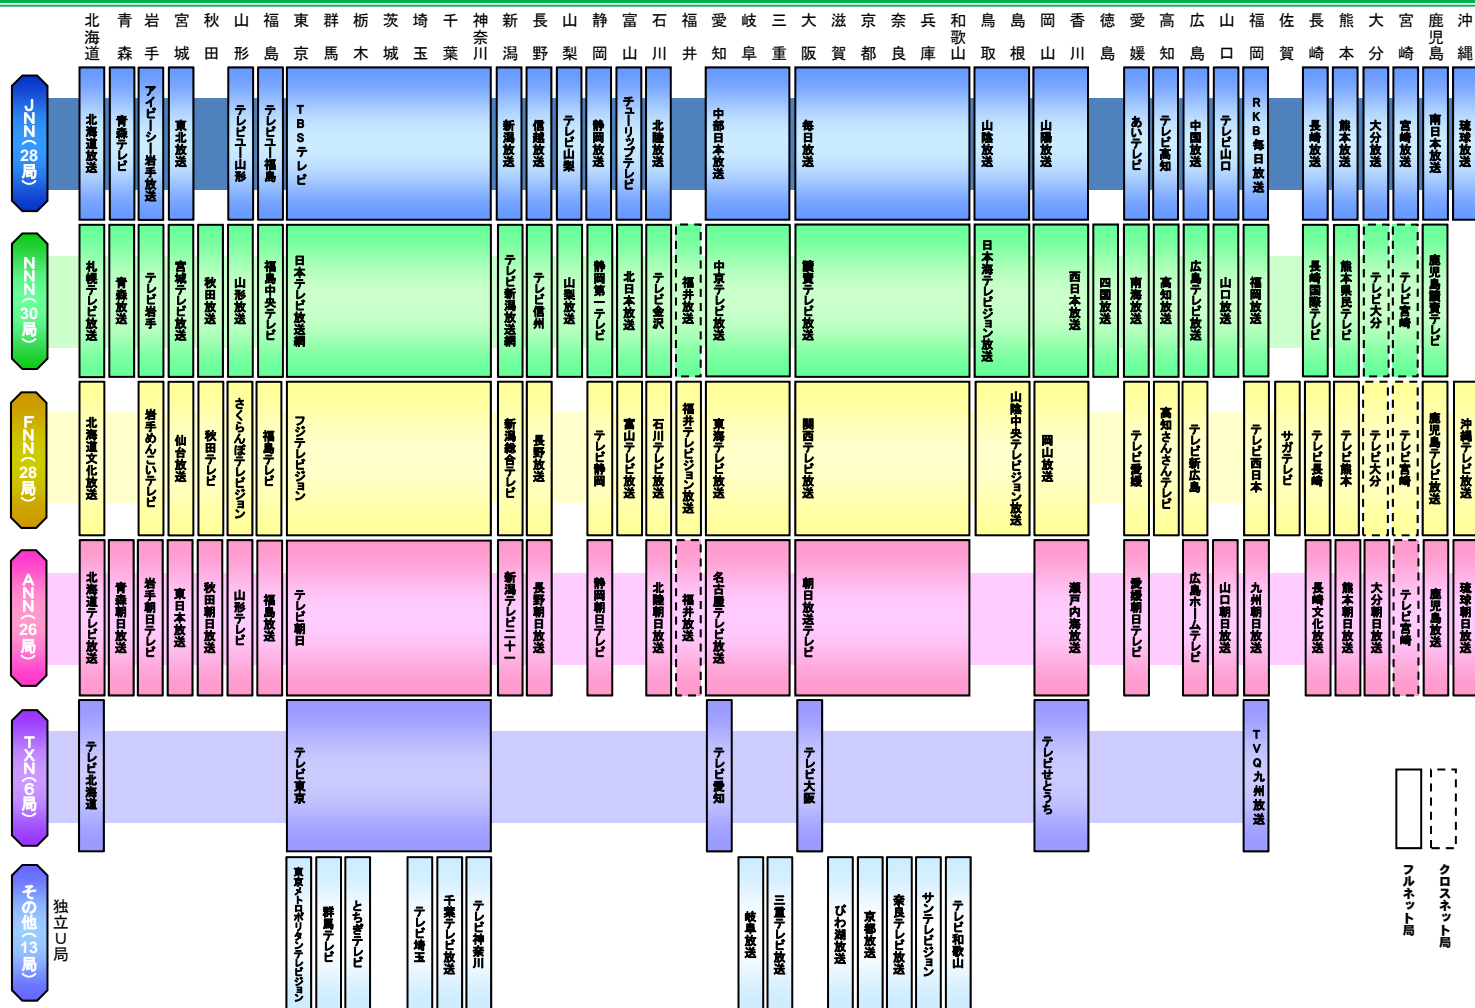 北海道
青森
岩手
宮城
秋田
山形
福島
東京
群馬
栃木
茨城
埼玉
千葉
神奈川
新潟
長野
山梨
静岡
富山
石川
福井
愛知
岐阜
三重
大阪
滋賀
京都
奈良
兵庫
和歌山
鳥取
島根
岡山
香川
徳島
愛媛
高知
広島
山口
福岡
佐賀
長崎
熊本
大分
宮崎
鹿児島
沖縄
JNN(28局)
北海道放送
青森テレビ
アイビーシー岩手放送
東北放送
テレビユー山形
テレビユー福島
TBSテレビ
新潟放送
信越放送
テレビ山梨
静岡放送
チューリップテレビ
北陸放送
中部日本放送
毎日放送
山陰放送
山陽放送
あいテレビ
テレビ高知
中国放送
テレビ山口
RKB毎日放送
長崎放送
熊本放送
大分放送
宮崎放送
南日本放送
琉球放送
NNN(30局)
札幌テレビ放送
青森放送
テレビ岩手
宮城テレビ放送
秋田放送
山形放送
福島中央テレビ
日本テレビ放送網
テレビ新潟放送網
テレビ信州
山梨放送
静岡第一テレビ
北日本放送
テレビ金沢
福井放送
中京テレビ放送
讀賣テレビ放送
日本海テレビジョン放送
西日本放送
四国放送
南海放送
高知放送
広島テレビ放送
山口放送
福岡放送
長崎国際テレビ
熊本県民テレビ
テレビ大分
テレビ宮崎
鹿児島讀賣テレビ
FNN(28局)
北海道文化放送
岩手めんこいテレビ
仙台放送
秋田テレビ
さくらんぼテレビジョン
福島テレビ
フジテレビジョン
新潟総合テレビ
長野放送
テレビ静岡
富山テレビ放送
石川テレビ放送
福井テレビジョン放送
東海テレビ放送
関西テレビ放送
山陰中央テレビジョン放送
岡山放送
テレビ愛媛
高知さんさんテレビ
テレビ新広島
テレビ西日本
サガテレビ
テレビ長崎
テレビ熊本
テレビ大分
テレビ宮崎
鹿児島テレビ放送
沖縄テレビ放送
ANN(26局)
北海道テレビ放送
青森朝日放送
岩手朝日テレビ
東日本放送
秋田朝日放送
山形テレビ
福島放送
テレビ朝日
新潟テレビ二十一
長野朝日放送
静岡朝日テレビ
北陸朝日放送
福井放送
名古屋テレビ放送
朝日放送テレビ
瀬戸内海放送
愛媛朝日テレビ
広島ホームテレビ
山口朝日放送
九州朝日放送
長崎文化放送
熊本朝日放送
大分朝日放送
テレビ宮崎
鹿児島放送
琉球朝日放送
TXN(6局)
テレビ北海道
テレビ東京
テレビ愛知
テレビ大阪
テレビせとうち
TVQ九州放送
その他(13局)
独立U局
東京メトロポリタンテレビジョン
群馬テレビ
とちぎテレビ
テレビ埼玉
千葉テレビ放送
テレビ神奈川
岐阜放送
三重テレビ放送
びわ湖放送
京都放送
奈良テレビ放送
サンテレビジョン
テレビ和歌山
フルネット局
クロスネット局